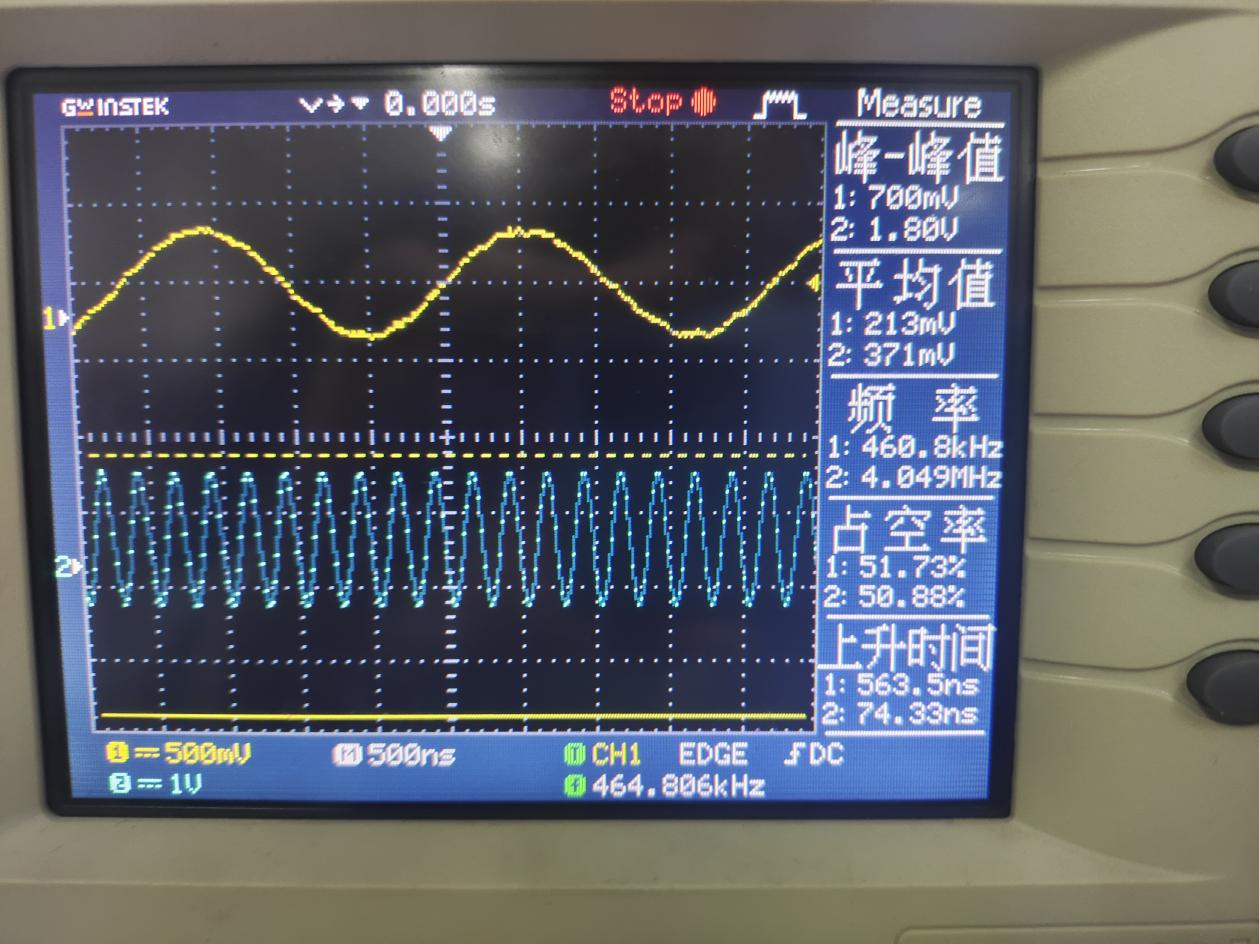 GW INSTEK 0.000s Stop Measure
峰-峰值
1: 700mV
2: 1.80V
平均值
1: 213mV
2: 371mV
频 率
1: 460.8kHz
2: 4.049MHz
占空率
1: 51.73%
2: 50.88%
上升时间
1: 563.5ns
2: 74.33ns
1
2
1 500mV M 500ns T CH1 EDGE DC
2 1V f 464.806kHz